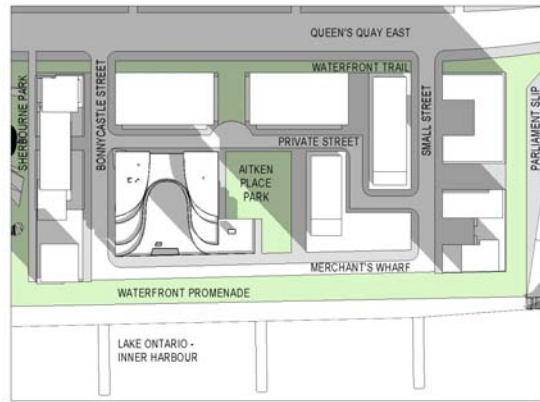 QUEEN'S QUAY EAST
WATERFRONT TRAIL
SHERBOURNE PARK
BONNYCASTLE STREET
SMALL STREET
PARLIAMENT SLIP
PRIVATE STREET
AITKEN
PLACE
PARK
MERCHANT'S WHARF
WATERFRONT PROMENADE
LAKE ONTARIO -
INNER HARBOUR